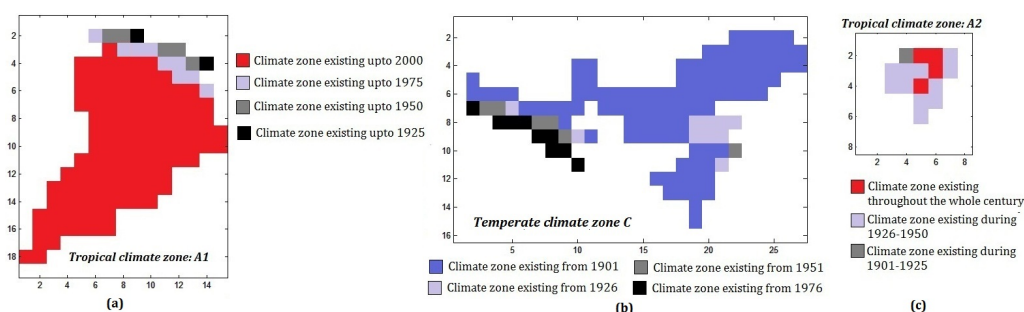 2
4
6
8
10
12
14
16
18
2 4 6 8 10 12 14
Tropical climate zone: A1
(a)
Climate zone existing upto 2000
Climate zone existing upto 1975
Climate zone existing upto 1950
Climate zone existing upto 1925
2
4
6
8
10
12
14
16
5 10 15 20 25
Temperate climate zone C
Climate zone existing from 1901
Climate zone existing from 1951
Climate zone existing from 1926
Climate zone existing from 1976
(b)
Tropical climate zone: A2
2
4
6
8
2 4 6 8
Climate zone existing
throughout the whole century
Climate zone existing during
1926-1950
Climate zone existing during
1901-1925
(c)